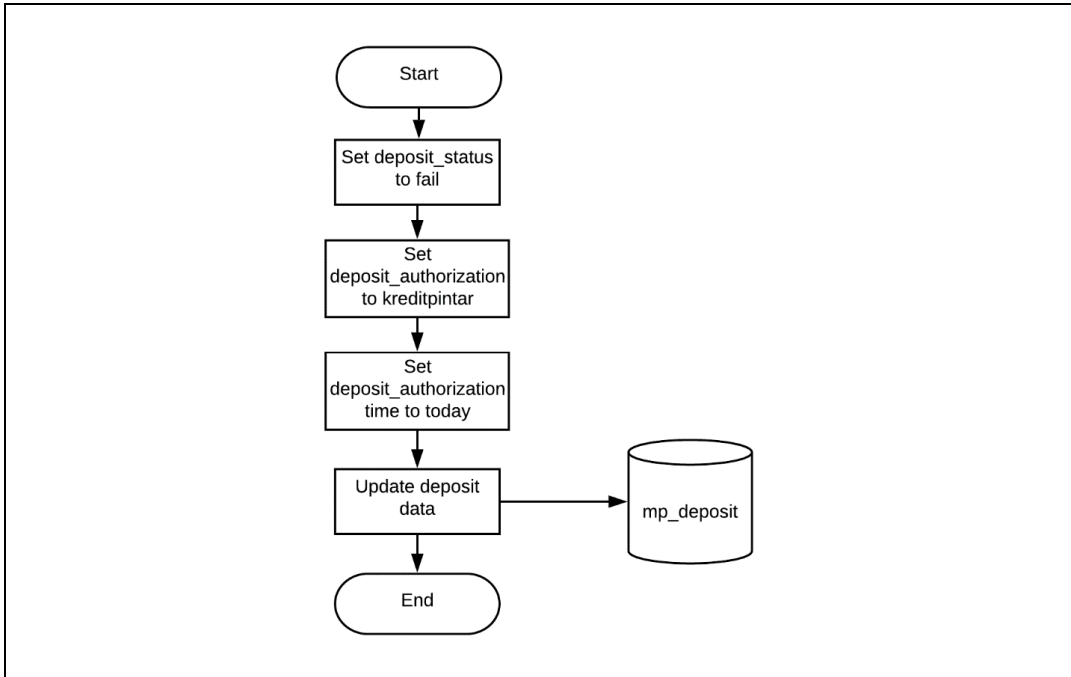 Start
Set deposit_status
to fail
Set
deposit_authorization
to kreditpintar
Set
deposit_authorization
time to today
Update deposit
data
mp_deposit
End